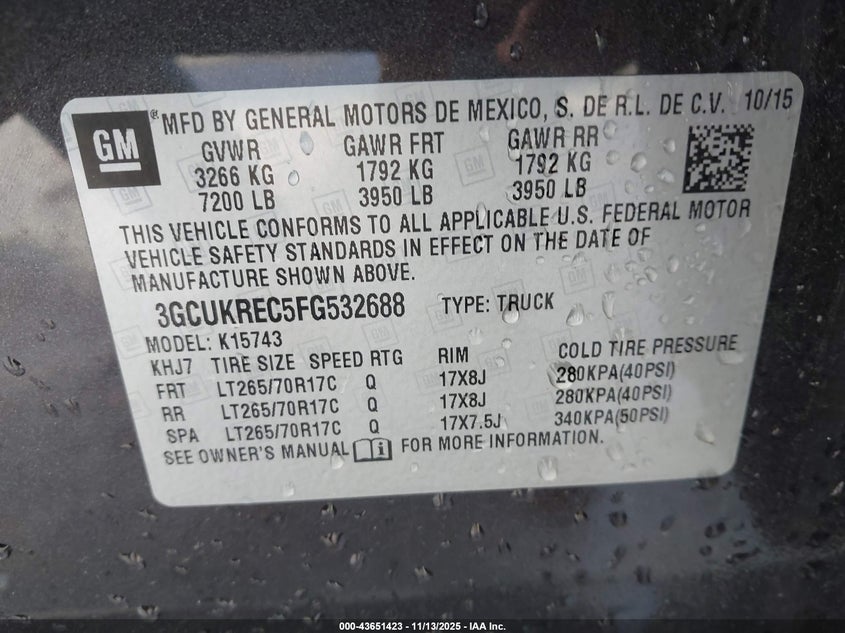 GM ® MFD BY GENERAL MOTORS DE MEXICO, S. DE R.L. DE C.V. 10/15
GVWR GAWR FRT GAWR RR
3266 KG 1792 KG 1792 KG
7200 LB 3950 LB 3950 LB
THIS VEHICLE CONFORMS TO ALL APPLICABLE U.S. FEDERAL MOTOR
VEHICLE SAFETY STANDARDS IN EFFECT ON THE DATE OF
MANUFACTURE SHOWN ABOVE.
3GCUKREC5FG532688 TYPE: TRUCK
MODEL: K15743
KHJ7 TIRE SIZE SPEED RTG RIM COLD TIRE PRESSURE
FRT LT265/70R17C Q 17X8J 280KPA(40PSI)
RR LT265/70R17C Q 17X8J 280KPA(40PSI)
SPA LT265/70R17C Q 17X7.5J 340KPA(50PSI)
SEE OWNER'S MANUAL i FOR MORE INFORMATION.
000-43651423 - 11/13/2025 - IAA Inc.